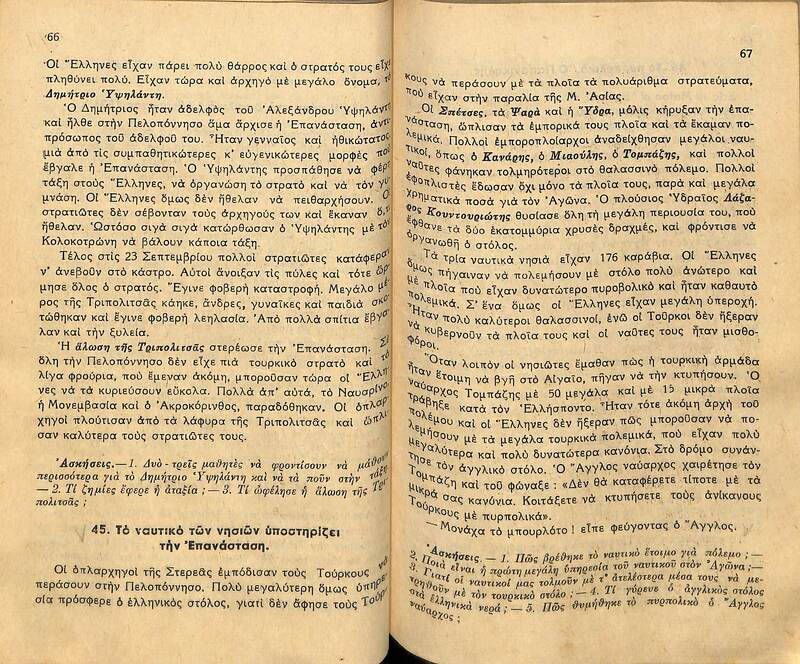 66
Οἱ Ἕλληνες εἶχαν πάρει πολὺ θάρρος καὶ ὁ στρατός τους εἶχε
πληθύνει πολύ. Εἶχαν τώρα καὶ ἀρχηγὸ μὲ μεγάλο ὄνομα, τὸ
Δημήτριο Ὑψηλάντη.
Ὁ Δημήτριος ἦταν ἀδελφὸς τοῦ Ἀλεξάνδρου Ὑψηλάντη
καὶ ἦλθε στὴν Πελοπόννησο ἅμα ἄρχισε ἡ Ἐπανάσταση, ἀντι-
πρόσωπος τοῦ ἀδελφοῦ του. Ἦταν γενναῖος καὶ ἠθικώτατος,
μιὰ ἀπὸ τὶς συμπαθητικώτερες κ' εὐγενικώτερες μορφὲς ποὺ
ἔβγαλε ἡ Ἐπανάσταση. Ὁ Ὑψηλάντης προσπάθησε νὰ φέρη
τάξη στοὺς Ἕλληνες, νὰ ὀργανώση τὸ στρατὸ καὶ νὰ τὸν γυ-
μνάση. Οἱ Ἕλληνες ὅμως δὲν ἤθελαν νὰ πειθαρχήσουν. Οἱ
στρατιῶτες δὲν σέβονταν τοὺς ἀρχηγούς των καὶ ἔκαναν ὅ,τι
ἤθελαν. Ὡστόσο σιγὰ σιγὰ κατώρθωσαν ὁ Ὑψηλάντης μὲ τὸν
Κολοκοτρώνη νὰ βάλουν κάποια τάξη.
Τέλος στὶς 23 Σεπτεμβρίου πολλοὶ στρατιῶτες κατάφεραν
ν' ἀνεβοῦν στὸ κάστρο. Αὐτοὶ ἄνοιξαν τὶς πύλες καὶ τότε ὥρ-
μησε ὅλος ὁ στρατός. Ἔγινε φοβερὴ καταστροφή. Μεγάλο μέ-
ρος τῆς Τριπολιτσᾶς κάηκε, ἄνδρες, γυναῖκες καὶ παιδιὰ σκο-
τώθηκαν καὶ ἔγινε φοβερὴ λεηλασία. Ἀπὸ πολλὰ σπίτια ἔβγα-
λαν καὶ τὴν ξυλεία.
Ἡ ἅλωση τῆς Τριπολιτσᾶς στερέωσε τὴν Ἐπανάσταση. Σὲ
ὅλη τὴν Πελοπόννησο δὲν εἶχε πιὰ τουρκικὸ στρατὸ καὶ τὰ
λίγα φρούρια, ποὺ ἔμεναν ἀκόμη, μποροῦσαν τώρα οἱ Ἕλλη-
νες νὰ τὰ κυριεύσουν εὔκολα. Πολλὰ ἀπ' αὐτά, τὸ Ναυαρῖνο,
ἡ Μονεμβασία καὶ ὁ Ἀκροκόρινθος, παραδόθηκαν. Οἱ ὁπλαρ-
χηγοὶ πλούτισαν ἀπὸ τὰ λάφυρα τῆς Τριπολιτσᾶς καὶ ὥπλι-
σαν καλύτερα τοὺς στρατιῶτες τους.
Ἀσκήσεις.—1. Δυὸ - τρεῖς μαθητὲς νὰ φροντίσουν νὰ μάθουν
περισσότερα γιὰ τὸ Δημήτριο Ὑψηλάντη καὶ νὰ τὰ ποῦν στὴν τάξη.
—2. Τί ζημίες ἔφερε ἡ ἀταξία ; —3. Τί ὠφέλησε ἡ ἅλωση τῆς Τρι-
πολιτσᾶς ;
45. Τὸ ναυτικὸ τῶν νησιῶν ὑποστηρίζει
τὴν Ἐπανάσταση.
Οἱ ὁπλαρχηγοὶ τῆς Στερεᾶς ἐμπόδισαν τοὺς Τούρκους νὰ
περάσουν στὴν Πελοπόννησο. Πολὺ μεγαλύτερη ὅμως ὑπηρε-
σία πρόσφερε ὁ ἑλληνικὸς στόλος, γιατὶ δὲν ἄφησε τοὺς Τούρ-
67
κους νὰ περάσουν μὲ τὰ πλοῖα τὰ πολυάριθμα στρατεύματα,
ποὺ εἶχαν στὴν παραλία τῆς Μ. Ἀσίας.
Οἱ Σπέτσες, τὰ Ψαρὰ καὶ ἡ Ὕδρα, μόλις κήρυξαν τὴν ἐπα-
νάσταση, ὥπλισαν τὰ ἐμπορικά τους πλοῖα καὶ τὰ ἔκαμαν πο-
λεμικά. Πολλοὶ ἐμποροπλοίαρχοι ἀναδείχθησαν μεγάλοι ναυ-
τικοί, ὅπως ὁ Κανάρης, ὁ Μιαούλης, ὁ Τομπάζης, καὶ πολλοὶ
ναῦτες φάνηκαν τολμηρότεροι στὸ θαλασσινὸ πόλεμο. Πολλοὶ
ἐφοπλιστὲς ἔδωσαν ὄχι μόνο τὰ πλοῖα τους, παρὰ καὶ μεγάλα
χρηματικὰ ποσὰ γιὰ τὸν Ἀγῶνα. Ὁ πλούσιος Ὑδραῖος Λάζα-
ρος Κουντουριώτης θυσίασε ὅλη τὴ μεγάλη περιουσία του, ποὺ
ἔφθανε τὰ δύο ἑκατομμύρια χρυσὲς δραχμές, καὶ φρόντισε νὰ
ὀργανωθῆ ὁ στόλος.
Τὰ τρία ναυτικὰ νησιὰ εἶχαν 176 καράβια. Οἱ Ἕλληνες
ὅμως πήγαιναν νὰ πολεμήσουν μὲ στόλο πολὺ ἀνώτερο καὶ
μὲ πλοῖα ποὺ εἶχαν δυνατώτερο πυροβολικὸ καὶ ἦταν καθαυτὸ
πολεμικά. Σ' ἕνα ὅμως οἱ Ἕλληνες εἶχαν μεγάλη ὑπεροχή.
Ἦταν πολὺ καλύτεροι θαλασσινοί, ἐνῶ οἱ Τοῦρκοι δὲν ἤξεραν
νὰ κυβερνοῦν τὰ πλοῖα τους καὶ οἱ ναῦτες τους ἦταν μισθο-
φόροι.
Ὅταν λοιπὸν οἱ νησιῶτες ἔμαθαν πὼς ἡ τουρκικὴ ἀρμάδα
ἦταν ἕτοιμη νὰ βγῆ στὸ Αἰγαῖο, πῆγαν νὰ τὴν κτυπήσουν. Ὁ
ναύαρχος Τομπάζης μὲ 50 μεγάλα καὶ μὲ 15 μικρὰ πλοῖα
τράβηξε κατὰ τὸν Ἑλλήσποντο. Ἦταν τότε ἀκόμη ἀρχὴ τοῦ
πολέμου καὶ οἱ Ἕλληνες δὲν ἤξεραν πῶς μποροῦσαν νὰ πο-
λεμήσουν μὲ τὰ μεγάλα τουρκικὰ πολεμικά, ποὺ εἶχαν πολὺ
μεγαλύτερα καὶ πολὺ δυνατώτερα κανόνια. Στὸ δρόμο συνάν-
τησε τὸν ἀγγλικὸ στόλο. Ὁ Ἄγγλος ναύαρχος χαιρέτησε τὸν
Τομπάζη καὶ τοῦ φώναξε : «Δὲν θὰ καταφέρετε τίποτε μὲ τὰ
μικρά σας κανόνια. Κοιτάξετε νὰ κτυπήσετε τοὺς ἀνίκανους
Τούρκους μὲ πυρπολικά».
—Μονάχα τὸ μπουρλότο ! εἶπε φεύγοντας ὁ Ἄγγλος.
Ἀσκήσεις. — 1. Πῶς βρέθηκε τὸ ναυτικὸ ἕτοιμο γιὰ πόλεμο ; —
2. Ποιὰ εἶναι ἡ πρώτη μεγάλη ὑπηρεσία τοῦ ναυτικοῦ στὸν Ἀγῶνα ; —
3. Γιατὶ οἱ ναυτικοί μας τολμοῦν μὲ τ' ἀτελέστερα μέσα τους νὰ με-
τρηθοῦν μὲ τὸν τουρκικὸ στόλο ; — 4. Τί γύρευε ὁ ἀγγλικὸς στόλος
στὰ ἑλληνικὰ νερά ; — 5. Πῶς θυμήθηκε τὸ πυρπολικὸ ὁ Ἄγγλος
ναύαρχος ;